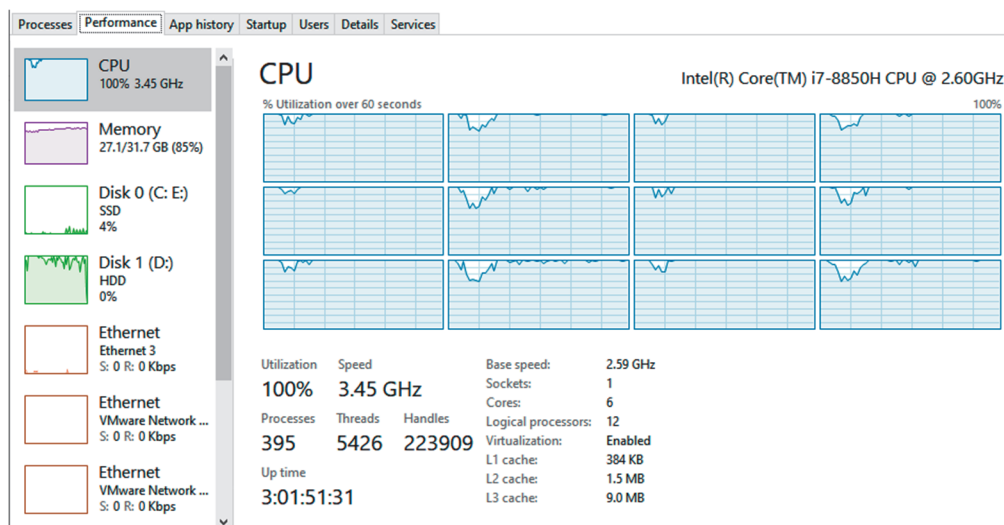 Processes Performance App history Startup Users Details Services
CPU
100% 3.45 GHz
Memory
27.1/31.7 GB (85%)
Disk 0 (C: E:)
SSD
4%
Disk 1 (D:)
HDD
0%
Ethernet
Ethernet 3
S: 0 R: 0 Kbps
Ethernet
VMware Network ...
S: 0 R: 0 Kbps
Ethernet
VMware Network ...
S: 0 R: 0 Kbps
CPU Intel(R) Core(TM) i7-8850H CPU @ 2.60GHz
% Utilization over 60 seconds 100%
Utilization Speed
100% 3.45 GHz
Processes Threads Handles
395 5426 223909
Up time
3:01:51:31
Base speed: 2.59 GHz
Sockets: 1
Cores: 6
Logical processors: 12
Virtualization: Enabled
L1 cache: 384 KB
L2 cache: 1.5 MB
L3 cache: 9.0 MB